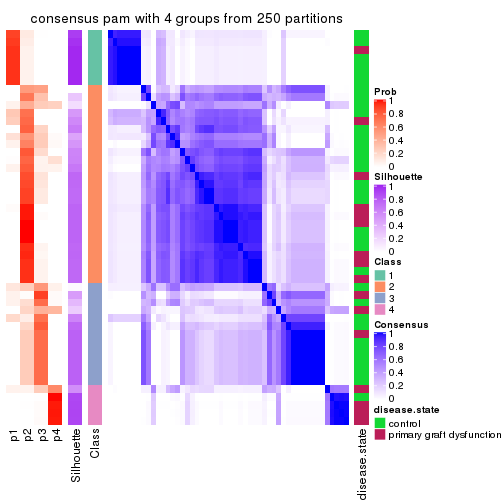 consensus pam with 4 groups from 250 partitions
Prob
1
0.8
0.6
0.4
0.2
0
Silhouette
1
0.8
0.6
0.4
0.2
0
Class
1
2
3
4
Consensus
1
0.8
0.6
0.4
0.2
0
disease.state
control
primary graft dysfunction
p1
p2
p3
p4
Silhouette
Class
disease.state